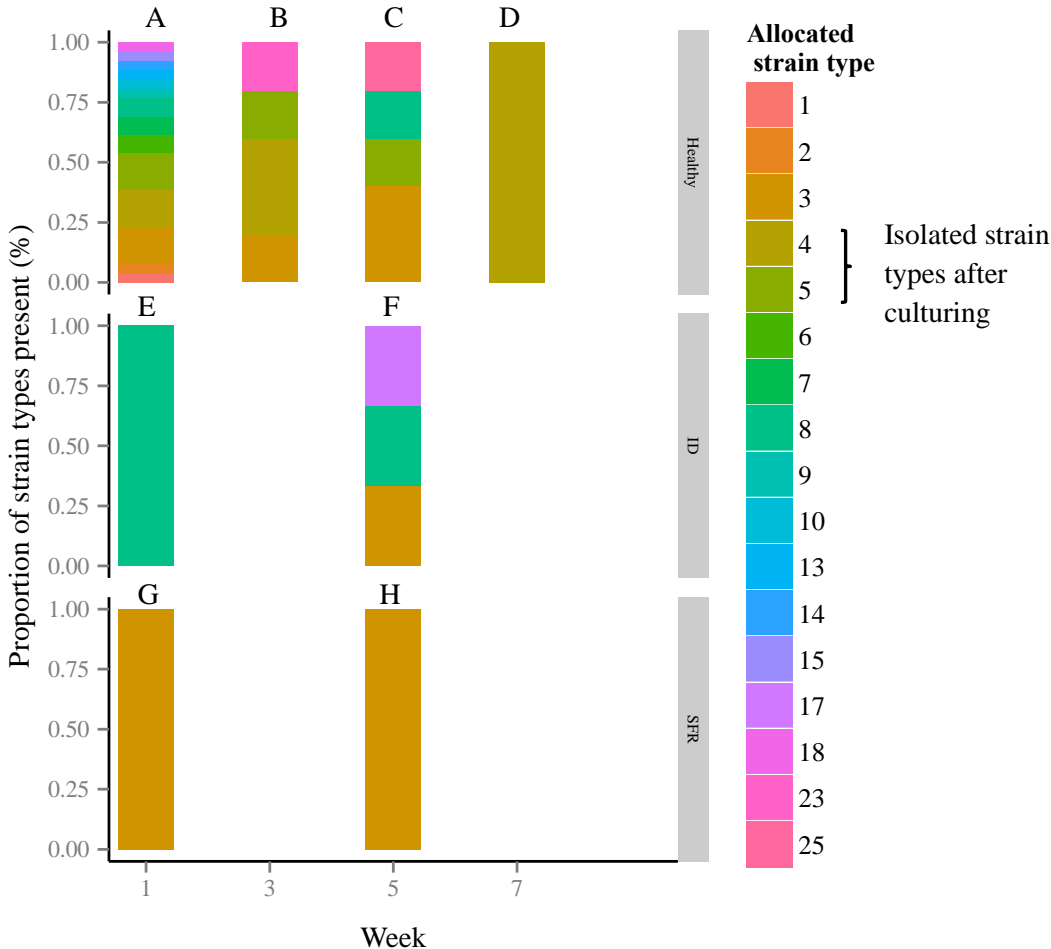 A B C D
Proportion of strain types present (%)
1.00
0.75
0.50
0.25
0.00
Healthy
E F
1.00
0.75
0.50
0.25
0.00
ID
G H
1.00
0.75
0.50
0.25
0.00
SFR
1 3 5 7
Week
Allocated
strain type
1
2
3
4
5
6
7
8
9
10
13
14
15
17
18
23
25
Isolated strain
types after
culturing